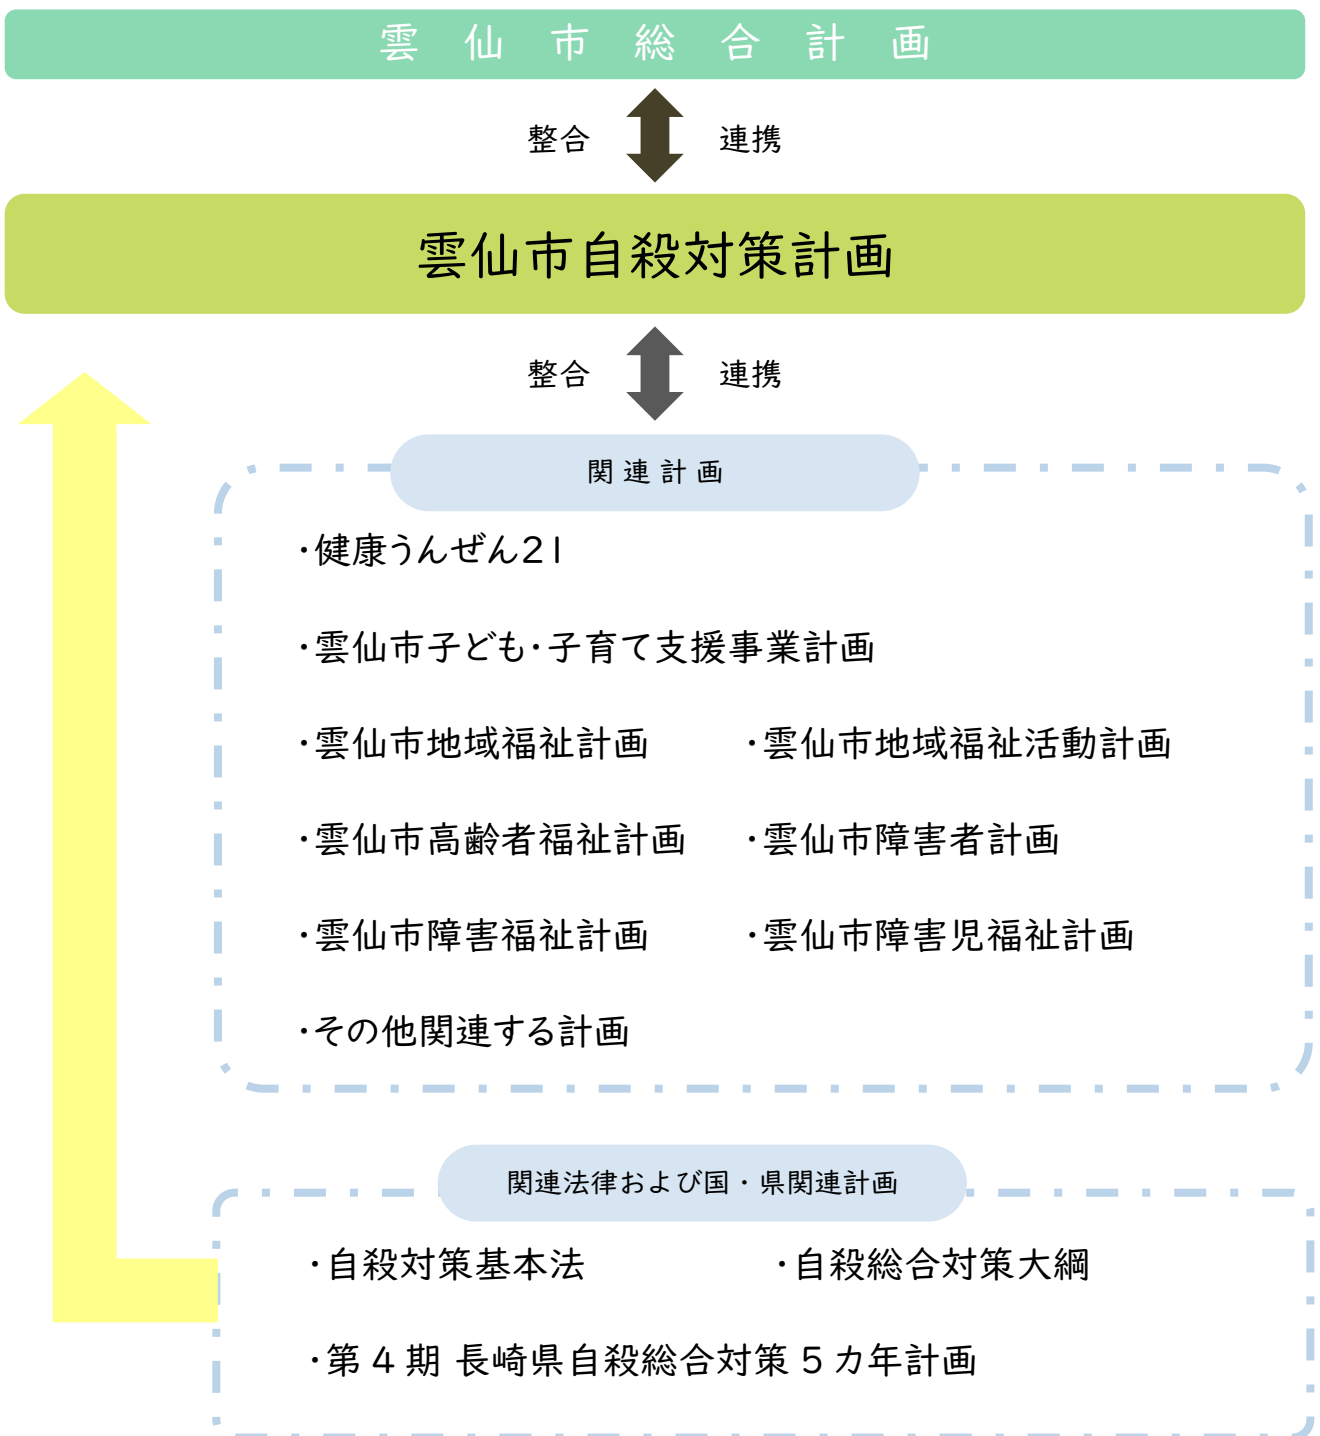 雲仙市総合計画
整合 連携
雲仙市自殺対策計画
整合 連携
関連計画
・健康うんぜん21
・雲仙市子ども・子育て支援事業計画
・雲仙市地域福祉計画 ・雲仙市地域福祉活動計画
・雲仙市高齢者福祉計画 ・雲仙市障害者計画
・雲仙市障害福祉計画 ・雲仙市障害児福祉計画
・その他関連する計画
関連法律および国・県関連計画
・自殺対策基本法 ・自殺総合対策大綱
・第4期 長崎県自殺総合対策5カ年計画